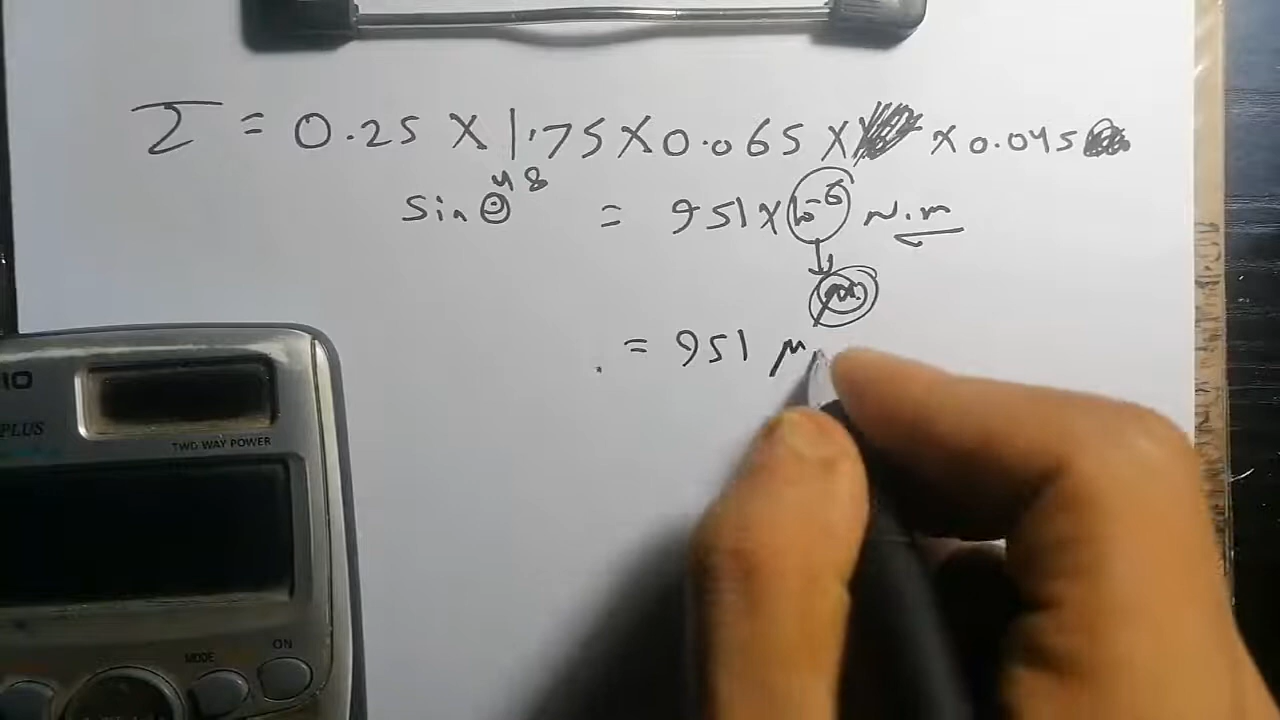 τ = 0.25 × 1.75 × 0.065 × × 0.045
sin θ 48 = 951 × 10⁻⁶ N.m
= 951 μ
IO
PLUS
TWO WAY POWER
MODE
ON